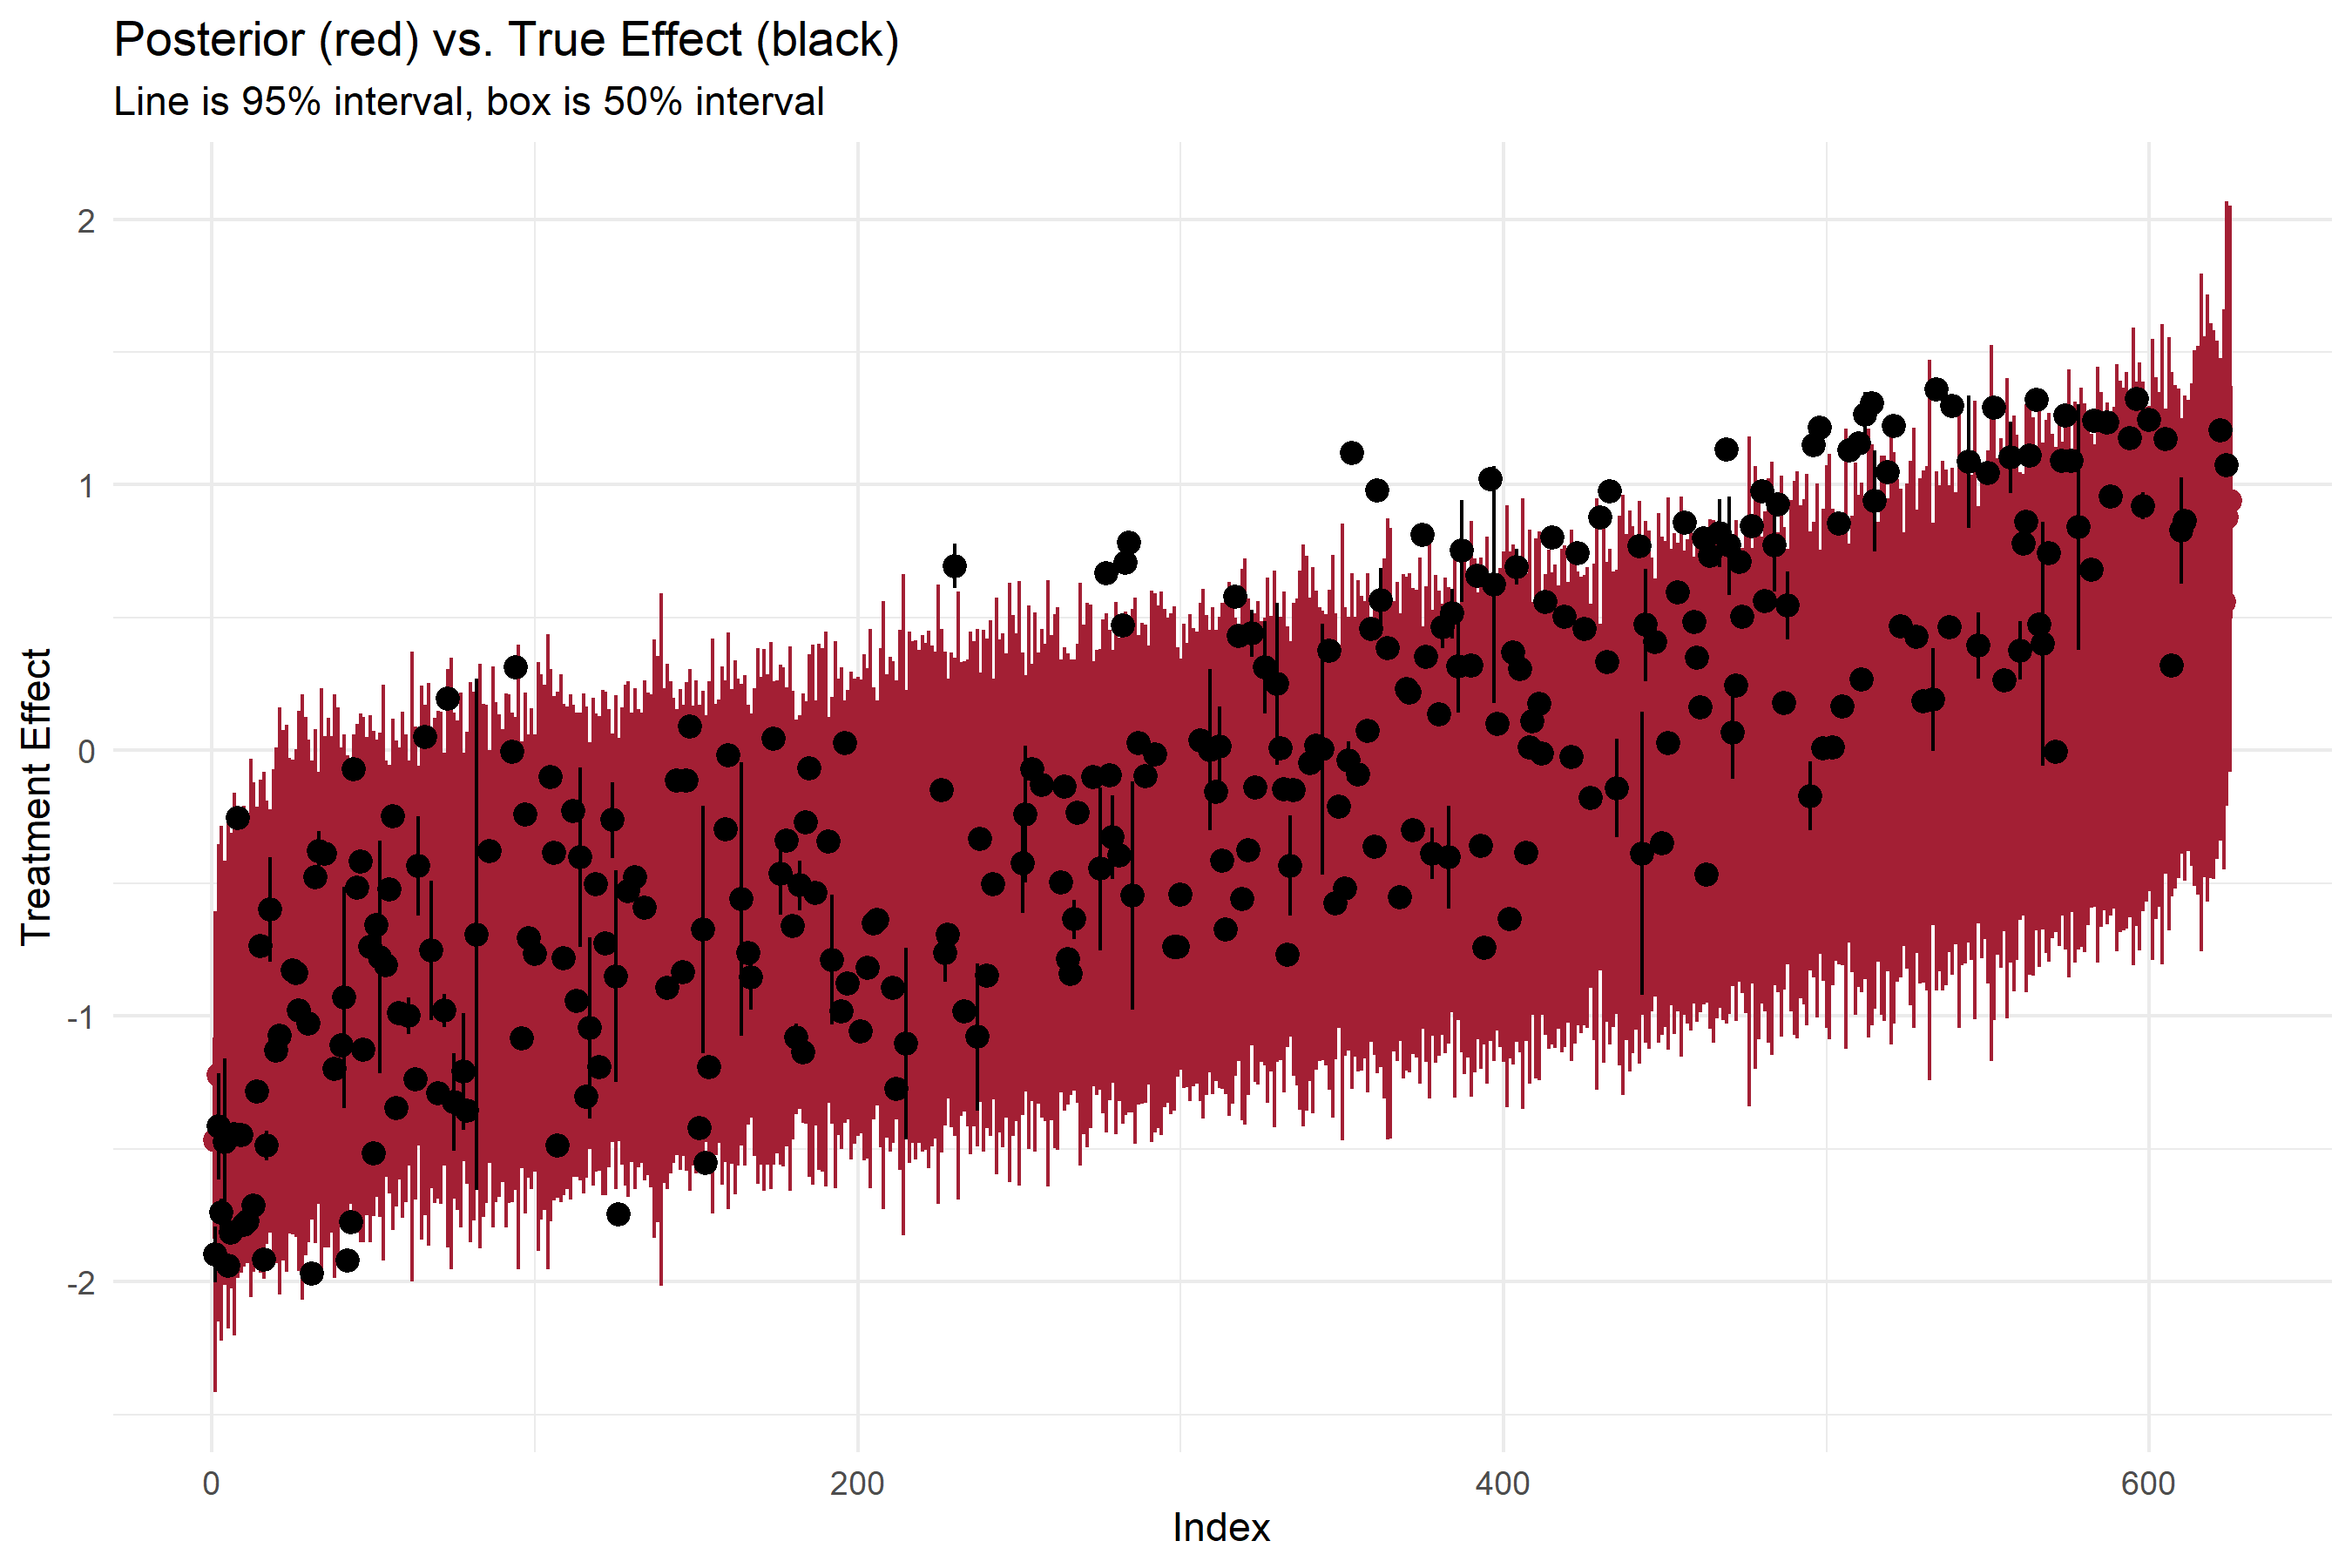 Posterior (red) vs. True Effect (black)
Line is 95% interval, box is 50% interval
Treatment Effect
2
1
0
-1
-2
0
200
400
600
Index